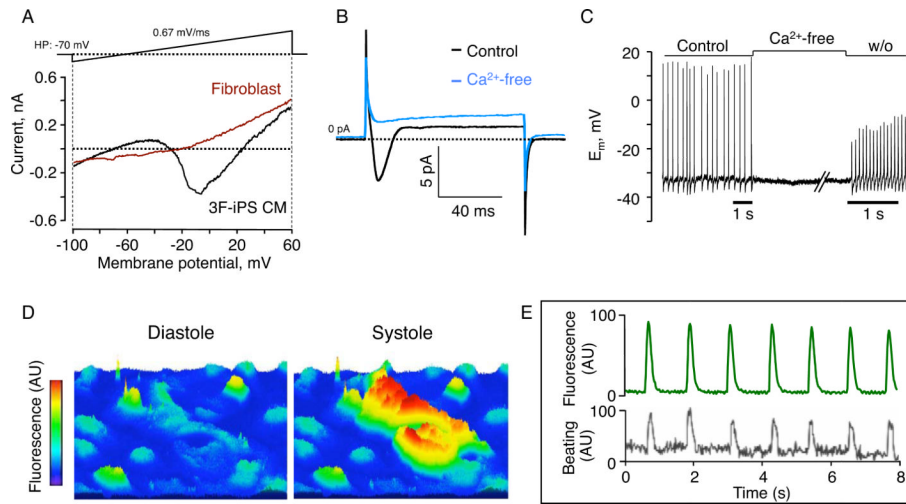 A
HP: -70 mV
0.67 mV/ms
0.6
0.2
-0.2
-0.6
Current, nA
Fibroblast
3F-iPS CM
-100 -60 -20 20 60
Membrane potential, mV
B
Control
Ca²⁺-free
0 pA
5 pA
40 ms
C
Control
Ca²⁺-free
w/o
20
0
-20
-40
Eₘ, mV
1 s
1 s
D
Diastole
Systole
Fluorescence (AU)
E
100
0
Fluorescence
(AU)
100
0
Beating
(AU)
0 2 4 6 8
Time (s)